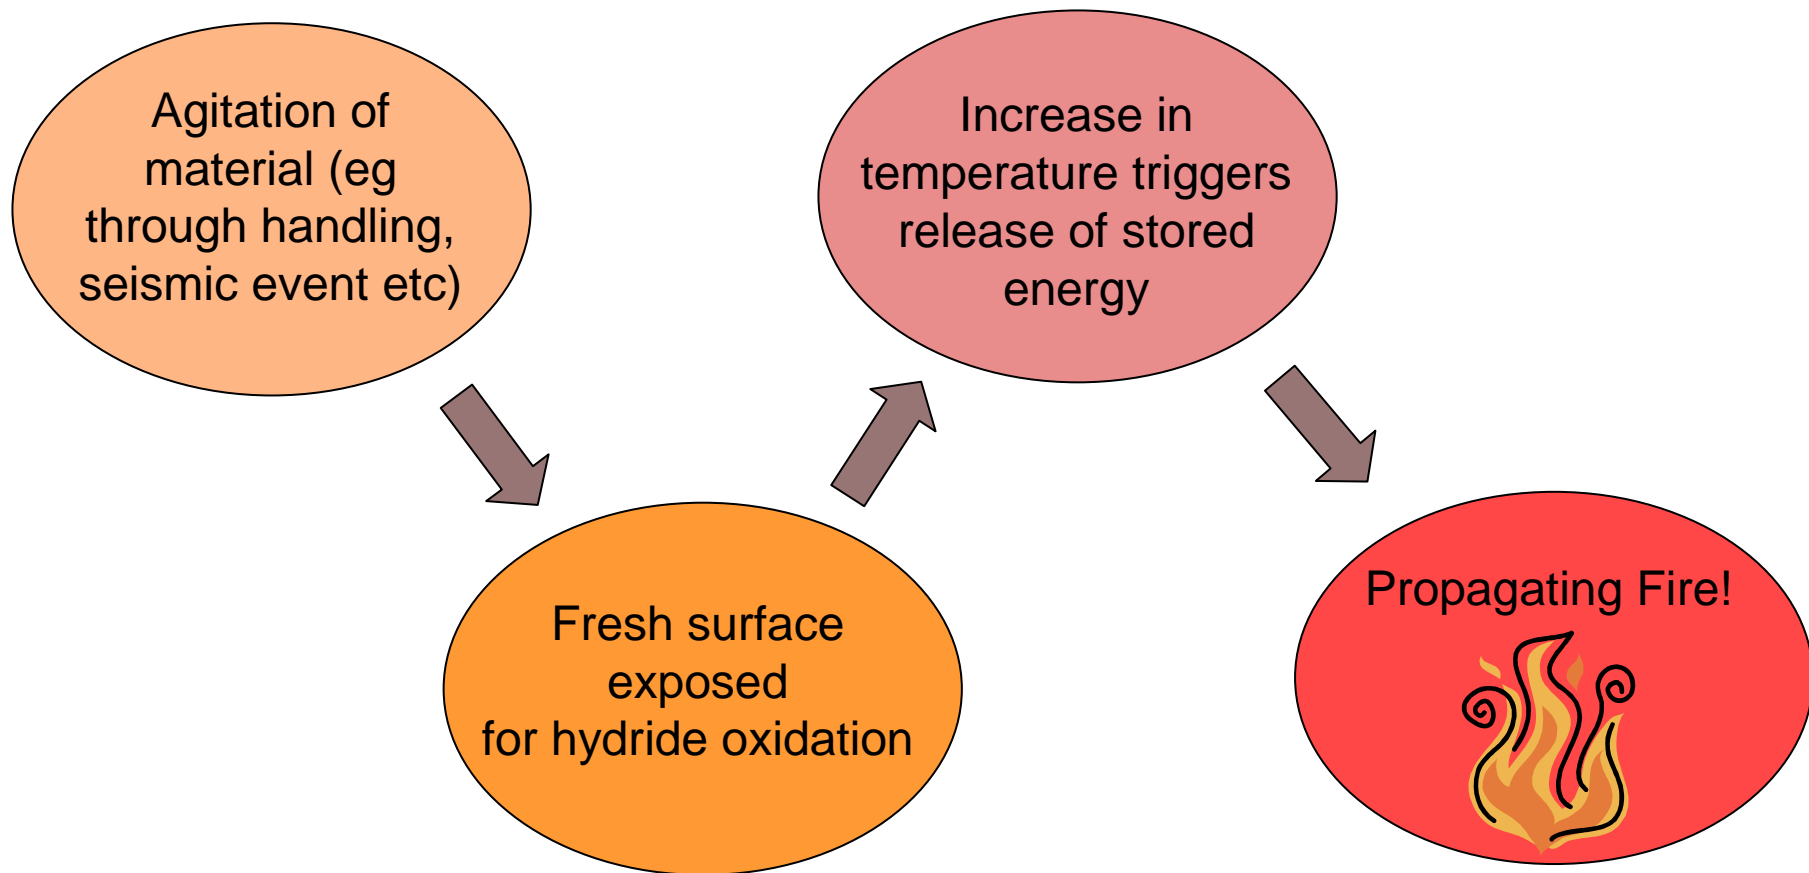 Agitation of
material (eg
through handling,
seismic event etc)
Fresh surface
exposed
for hydride oxidation
Increase in
temperature triggers
release of stored
energy
Propagating Fire!